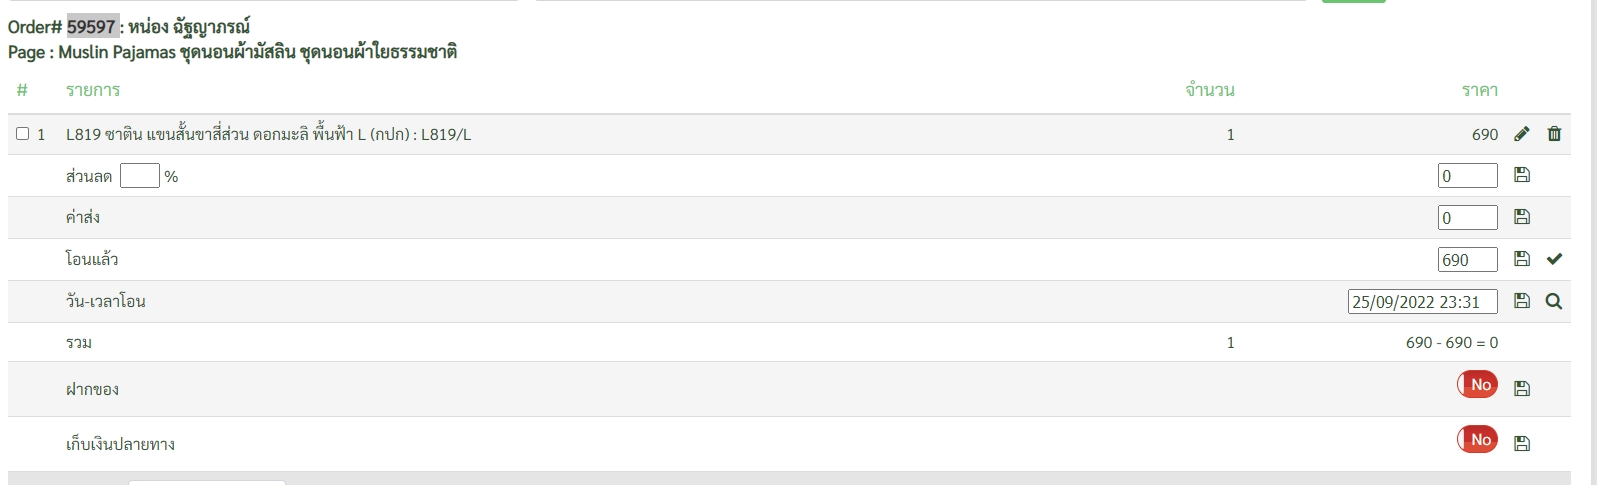 Order# 59597 : หน่อง ฉัฐญาภรณ์
Page : Muslin Pajamas ชุดนอนผ้ามัสลิน ชุดนอนผ้าใยธรรมชาติ
# รายการ จำนวน ราคา
1 L819 ซาติน แขนสั้นขาสี่ส่วน ดอกมะลิ พื้นฟ้า L (กปก) : L819/L 1 690
ส่วนลด % 0
ค่าส่ง 0
โอนแล้ว 690
วัน-เวลาโอน 25/09/2022 23:31
รวม 1 690 - 690 = 0
ฝากของ No
เก็บเงินปลายทาง No